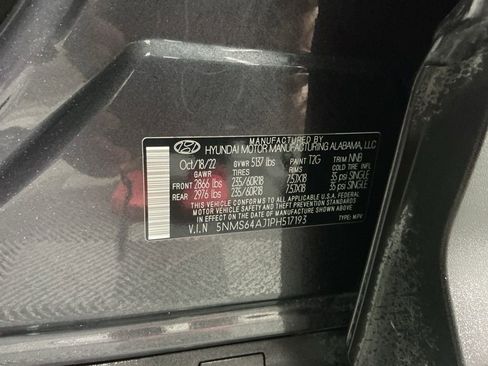 MANUFACTURED BY
HYUNDAI MOTOR MANUFACTURING ALABAMA, LLC
Oct/18/22 GVWR 5137 lbs PAINT T2G TRIM NNB
GAWR TIRES RIMS COLD TIRE INFL.
FRONT 2866 lbs 235/60R18 7.5JX18 35 psi SINGLE
REAR 2976 lbs 235/60R18 7.5JX18 35 psi SINGLE
THIS VEHICLE CONFORMS TO ALL APPLICABLE U.S.A. FEDERAL
MOTOR VEHICLE SAFETY AND THEFT PREVENTION STANDARDS
IN EFFECT ON THE DATE OF MANUFACTURE SHOWN ABOVE.
V.I.N 5NMS64AJ1PH517193 TYPE: M.P.V